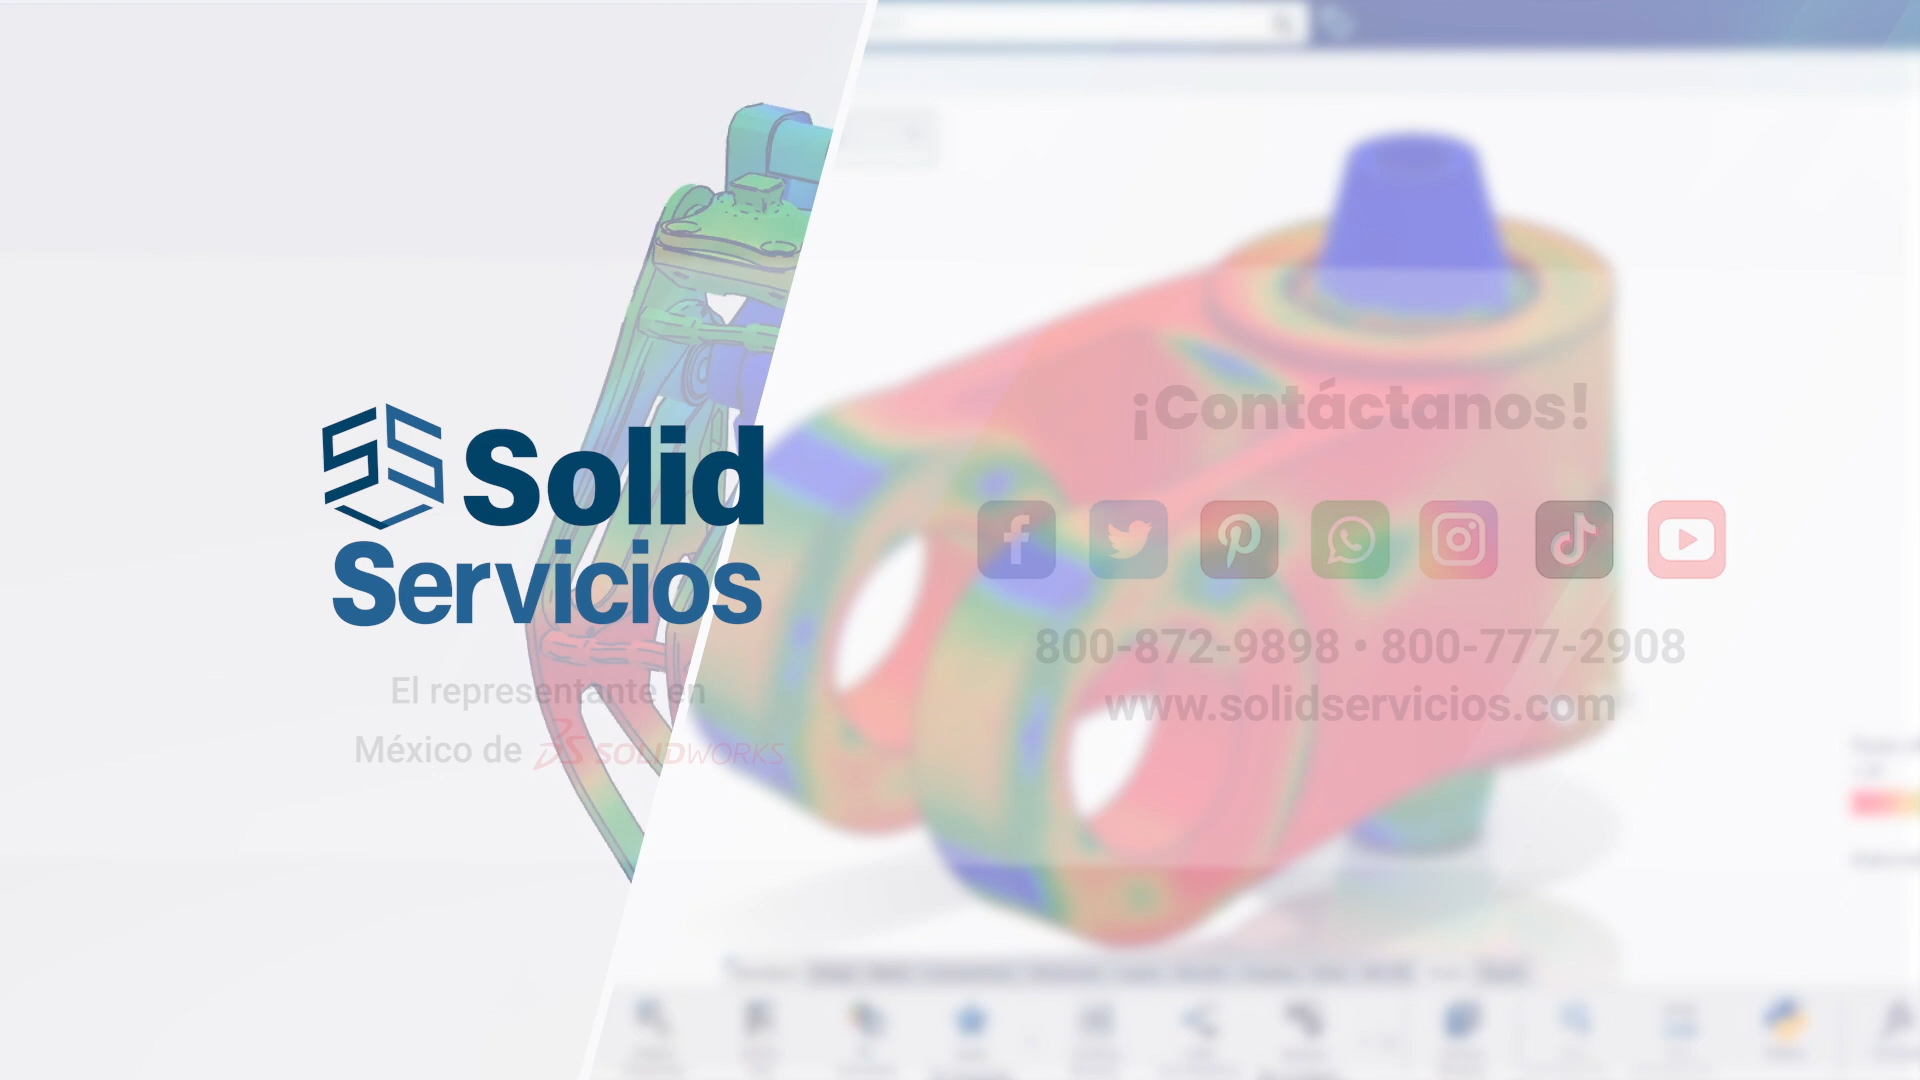 Solid
Servicios
El representante en
México de SOLIDWORKS
¡Contáctanos!
800-872-9898 • 800-777-2908
www.solidservicios.com